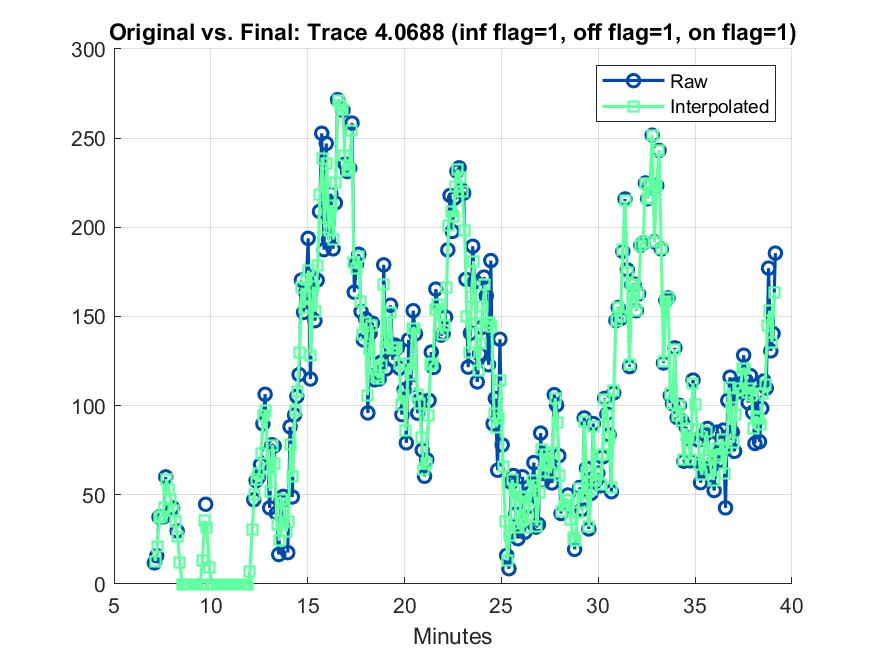 Original vs. Final: Trace 4.0688 (inf flag=1, off flag=1, on flag=1)
300
250
200
150
100
50
0
Raw
Interpolated
5 10 15 20 25 30 35 40
Minutes